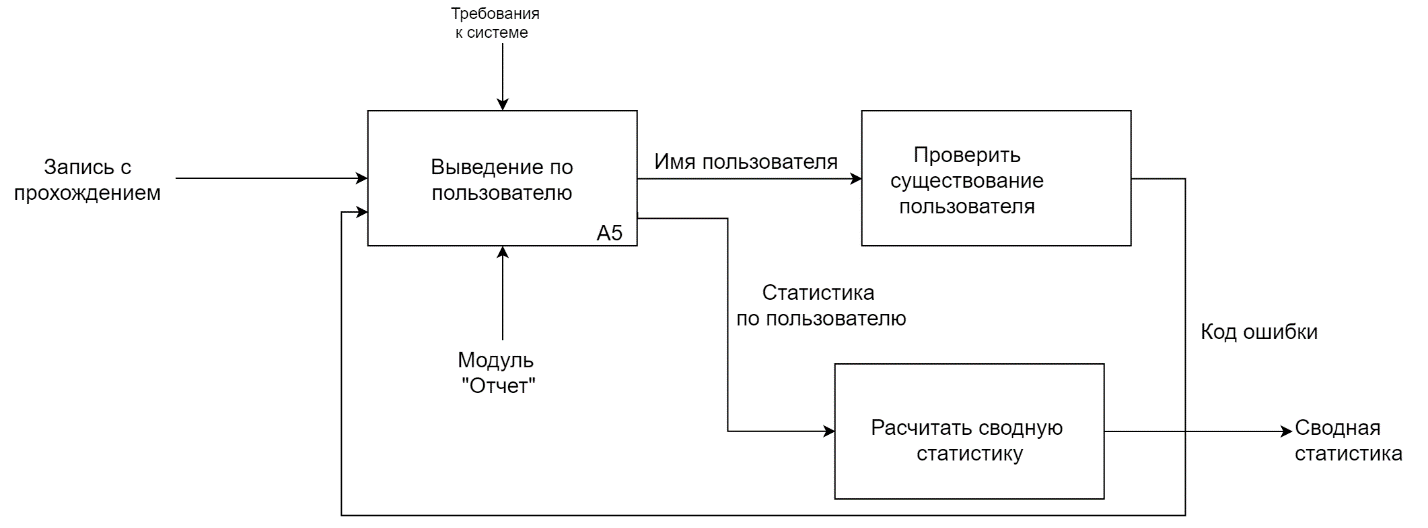 Требования
к системе
Запись с
прохождением
Выведение по
пользователю
А5
Имя пользователя
Проверить
существование
пользователя
Статистика
по пользователю
Код ошибки
Модуль
"Отчет"
Расчитать сводную
статистику
Сводная
статистика